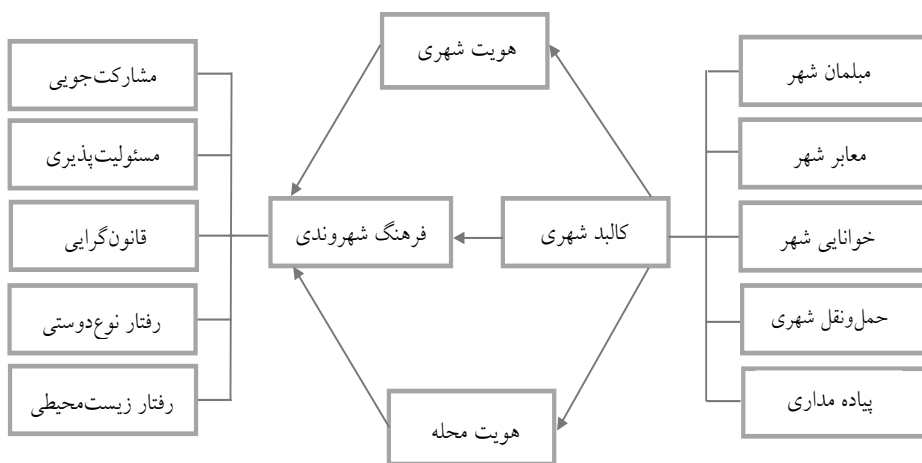 هویت شهری
مبلمان شهر
معابر شهر
خوانایی شهر
حمل‌ونقل شهری
پیاده مداری
کالبد شهری
فرهنگ شهروندی
مشارکت‌جویی
مسئولیت‌پذیری
قانون‌گرایی
رفتار نوع‌دوستی
رفتار زیست‌محیطی
هویت محله